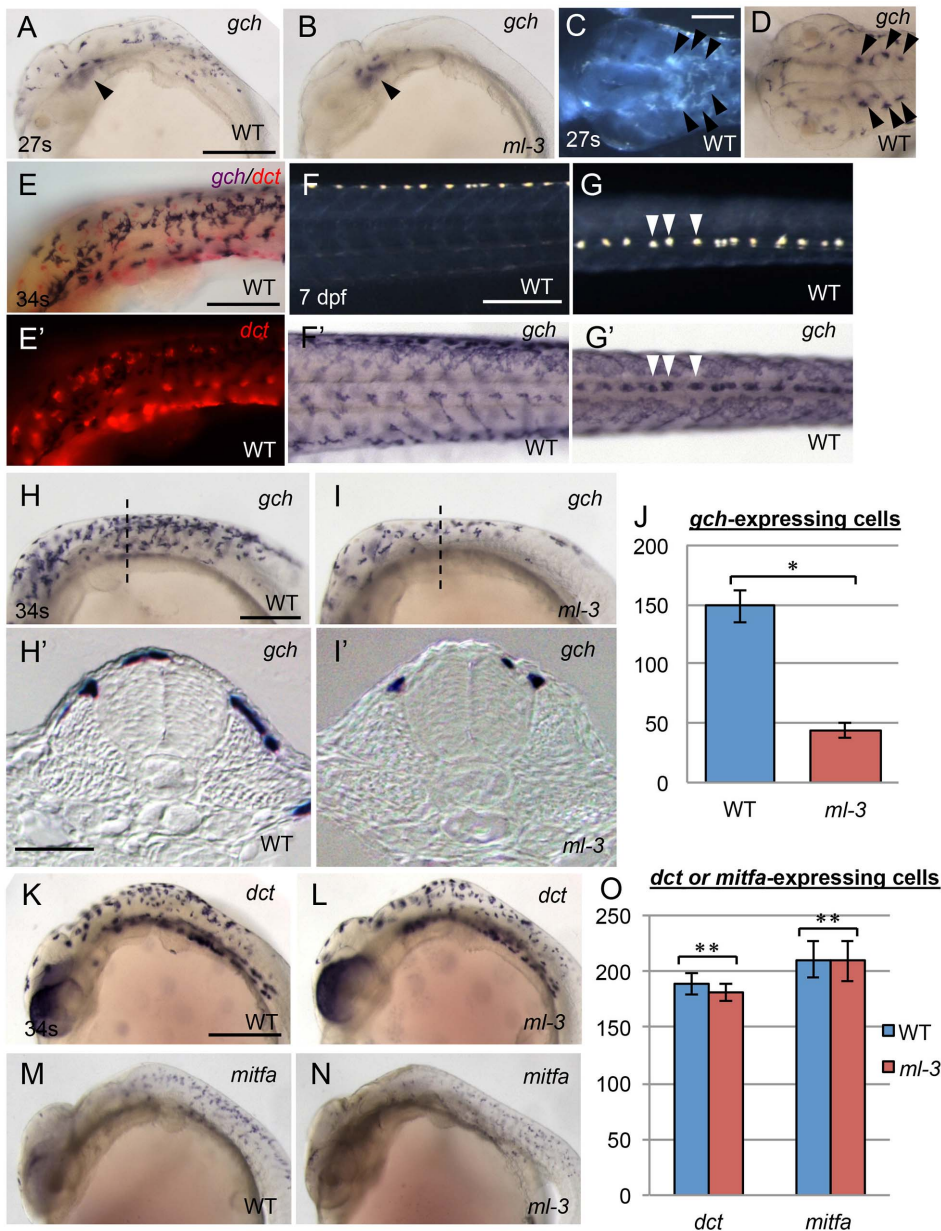 A
gch
27s
WT
B
gch
ml-3
C
27s
WT
D
gch
WT
E
gch/dct
34s
WT
F
7 dpf
WT
G
WT
E'
dct
WT
F'
gch
WT
G'
gch
WT
H
gch
34s
WT
I
gch
ml-3
H'
gch
WT
I'
gch
ml-3
J
gch-expressing cells
200
150
100
50
0
*
WT
ml-3
K
dct
34s
WT
L
dct
ml-3
M
mitfa
WT
N
mitfa
ml-3
O
dct or mitfa-expressing cells
250
200
150
100
50
0
**
**
dct
mitfa
WT
ml-3